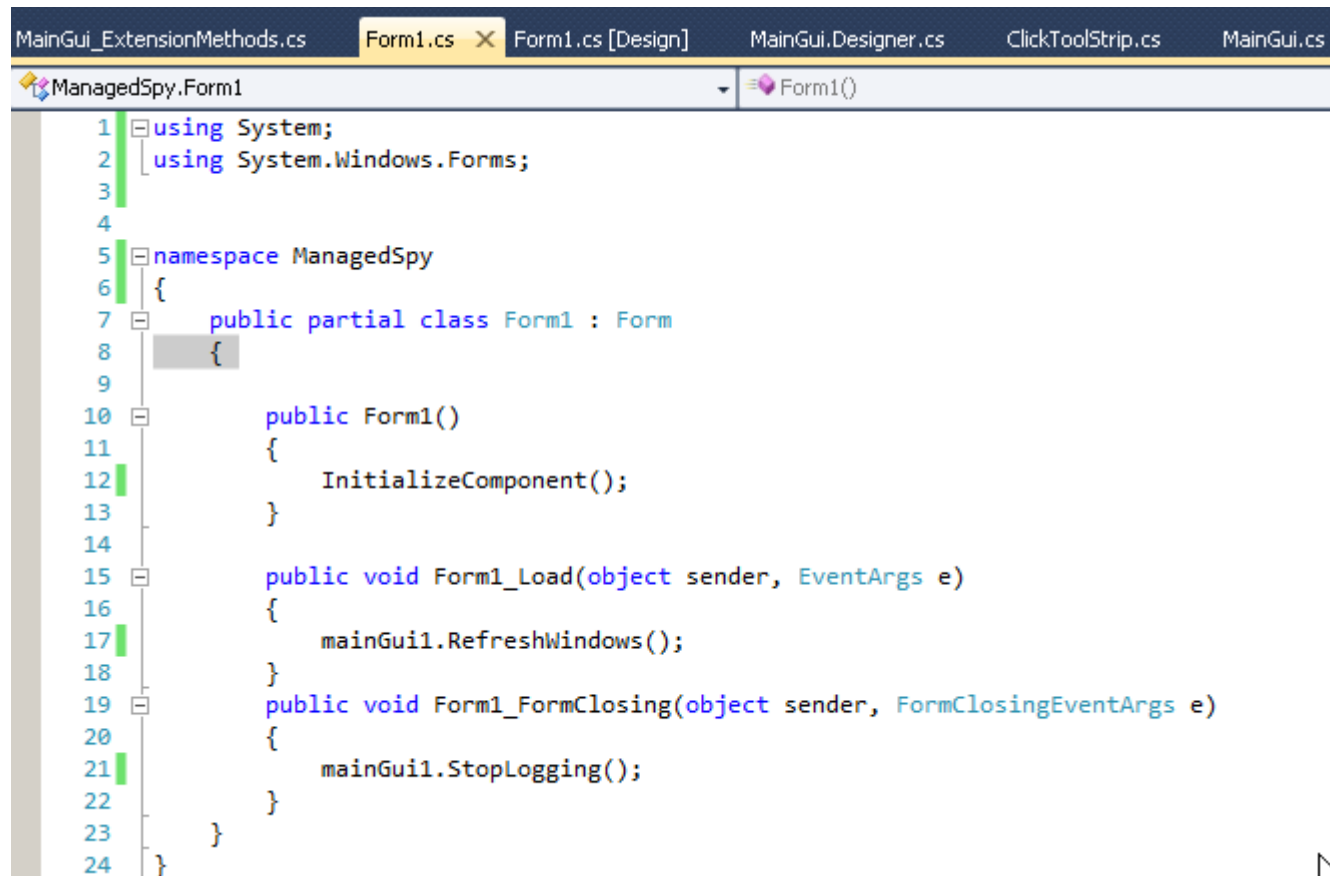 MainGui_ExtensionMethods.cs Form1.cs Form1.cs [Design] MainGui.Designer.cs ClickToolStrip.cs MainGui.cs
ManagedSpy.Form1 Form1()
1 using System;
2 using System.Windows.Forms;
3
4
5 namespace ManagedSpy
6 {
7 public partial class Form1 : Form
8 {
9
10 public Form1()
11 {
12 InitializeComponent();
13 }
14
15 public void Form1_Load(object sender, EventArgs e)
16 {
17 mainGui1.RefreshWindows();
18 }
19 public void Form1_FormClosing(object sender, FormClosingEventArgs e)
20 {
21 mainGui1.StopLogging();
22 }
23 }
24 }